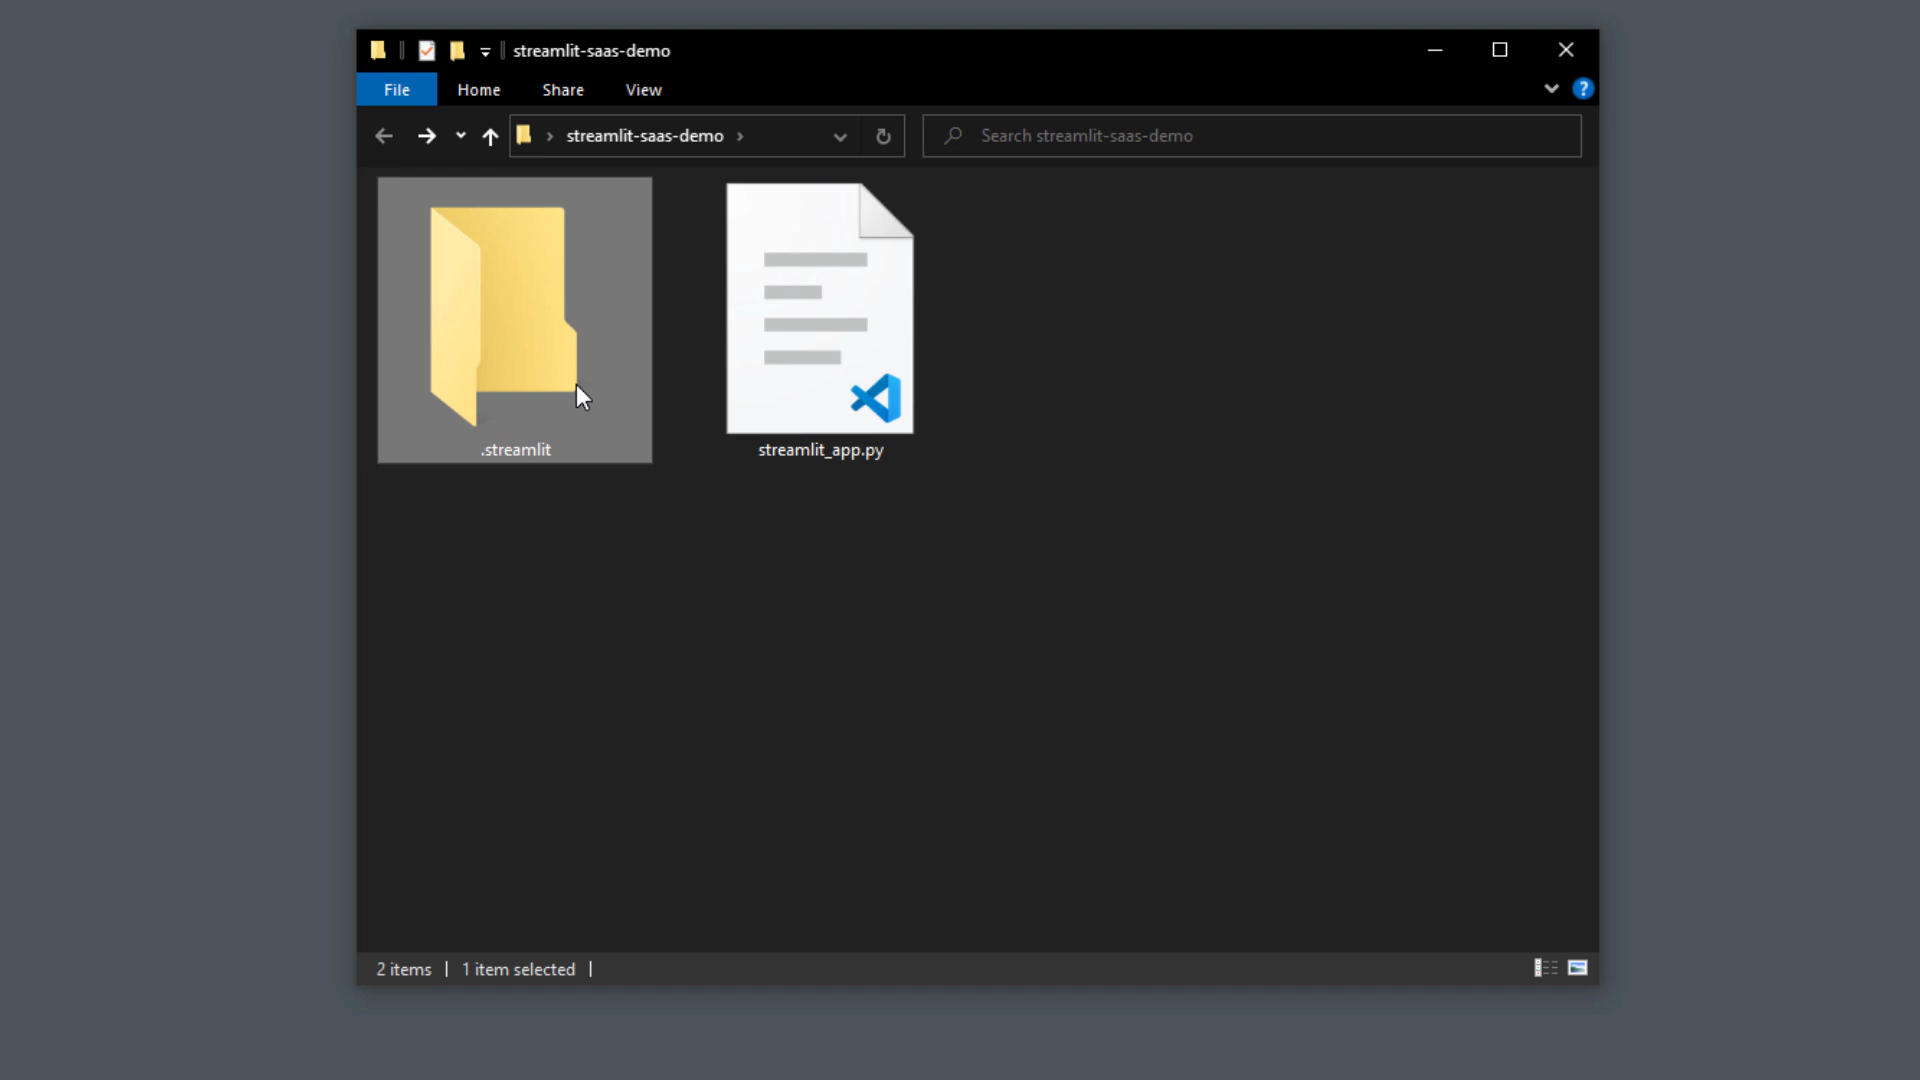 streamlit-saas-demo
File Home Share View
?
streamlit-saas-demo
Search streamlit-saas-demo
.streamlit
streamlit_app.py
2 items 1 item selected